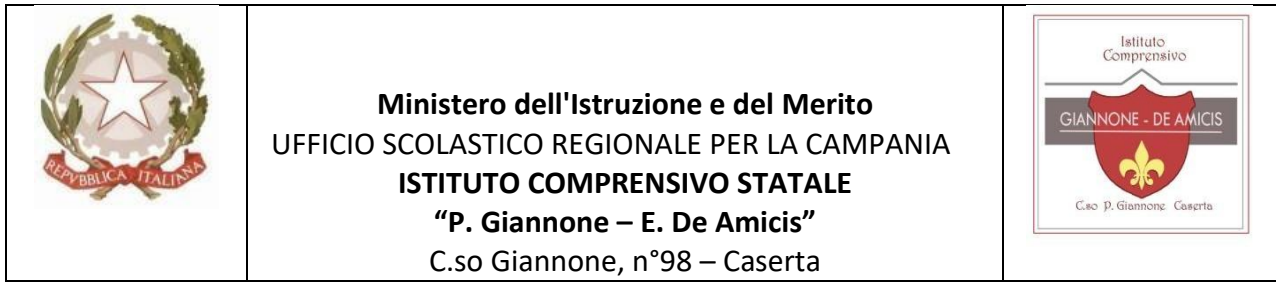 REPVBBLICA ITALIANA
Ministero dell'Istruzione e del Merito
UFFICIO SCOLASTICO REGIONALE PER LA CAMPANIA
ISTITUTO COMPRENSIVO STATALE
“P. Giannone – E. De Amicis”
C.so Giannone, n°98 – Caserta
Istituto
Comprensivo
GIANNONE - DE AMICIS
C.so P. Giannone Caserta